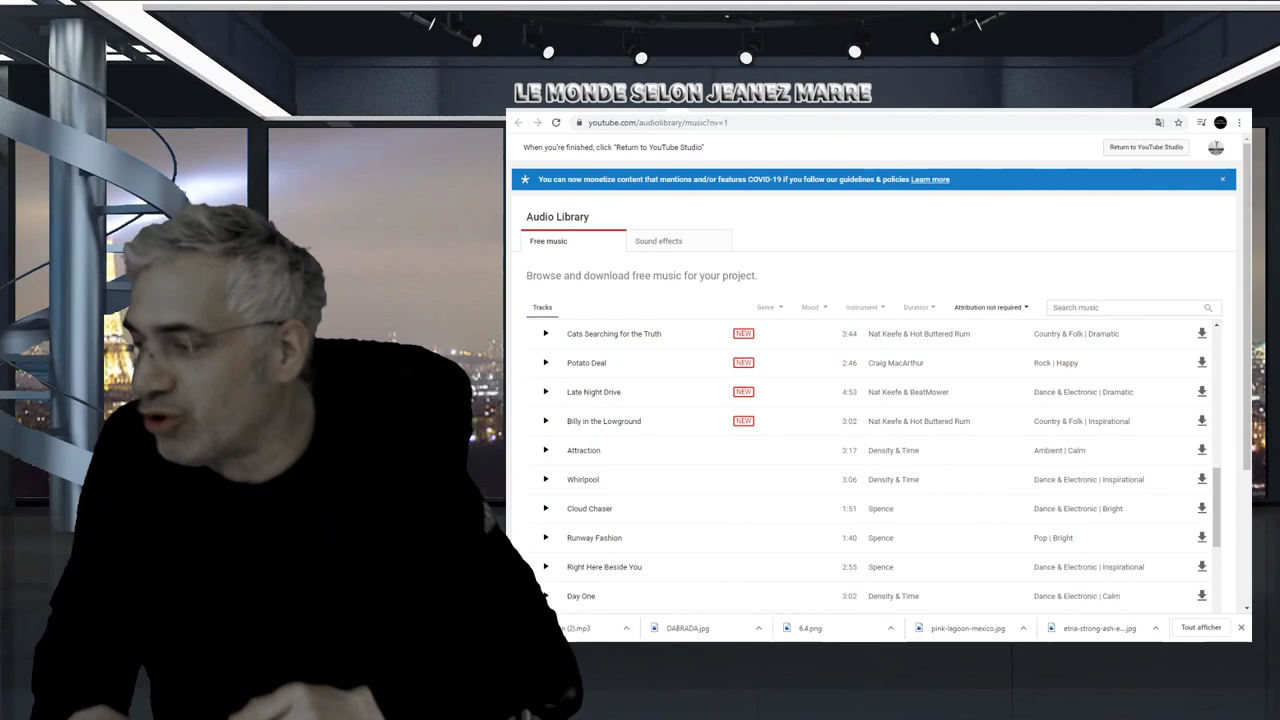 LE MONDE SELON JEANEZ MARRE
youtube.com/audiolibrary/music?nv=1
When you're finished, click "Return to YouTube Studio"
Return to YouTube Studio
You can now monetize content that mentions and/or features COVID-19 if you follow our guidelines & policies Learn more
Audio Library
Free music Sound effects
Browse and download free music for your project.
Tracks Genre Mood Instrument Duration Attribution not required Search music
Cats Searching for the Truth NEW 3:44 Nat Keefe & Hot Buttered Rum Country & Folk | Dramatic
Potato Deal NEW 2:46 Craig MacArthur Rock | Happy
Late Night Drive NEW 4:53 Nat Keefe & BeatMower Dance & Electronic | Dramatic
Billy in the Lowground NEW 3:02 Nat Keefe & Hot Buttered Rum Country & Folk | Inspirational
Attraction 3:17 Density & Time Ambient | Calm
Whirlpool 3:06 Density & Time Dance & Electronic | Inspirational
Cloud Chaser 1:51 Spence Dance & Electronic | Bright
Runway Fashion 1:40 Spence Pop | Bright
Right Here Beside You 2:55 Spence Dance & Electronic | Inspirational
Day One 3:02 Density & Time Dance & Electronic | Calm
(2).mp3 DABRADA.jpg 6.4.png pink-lagoon-mexico.jpg etna-strong-ash-e....jpg Tout afficher